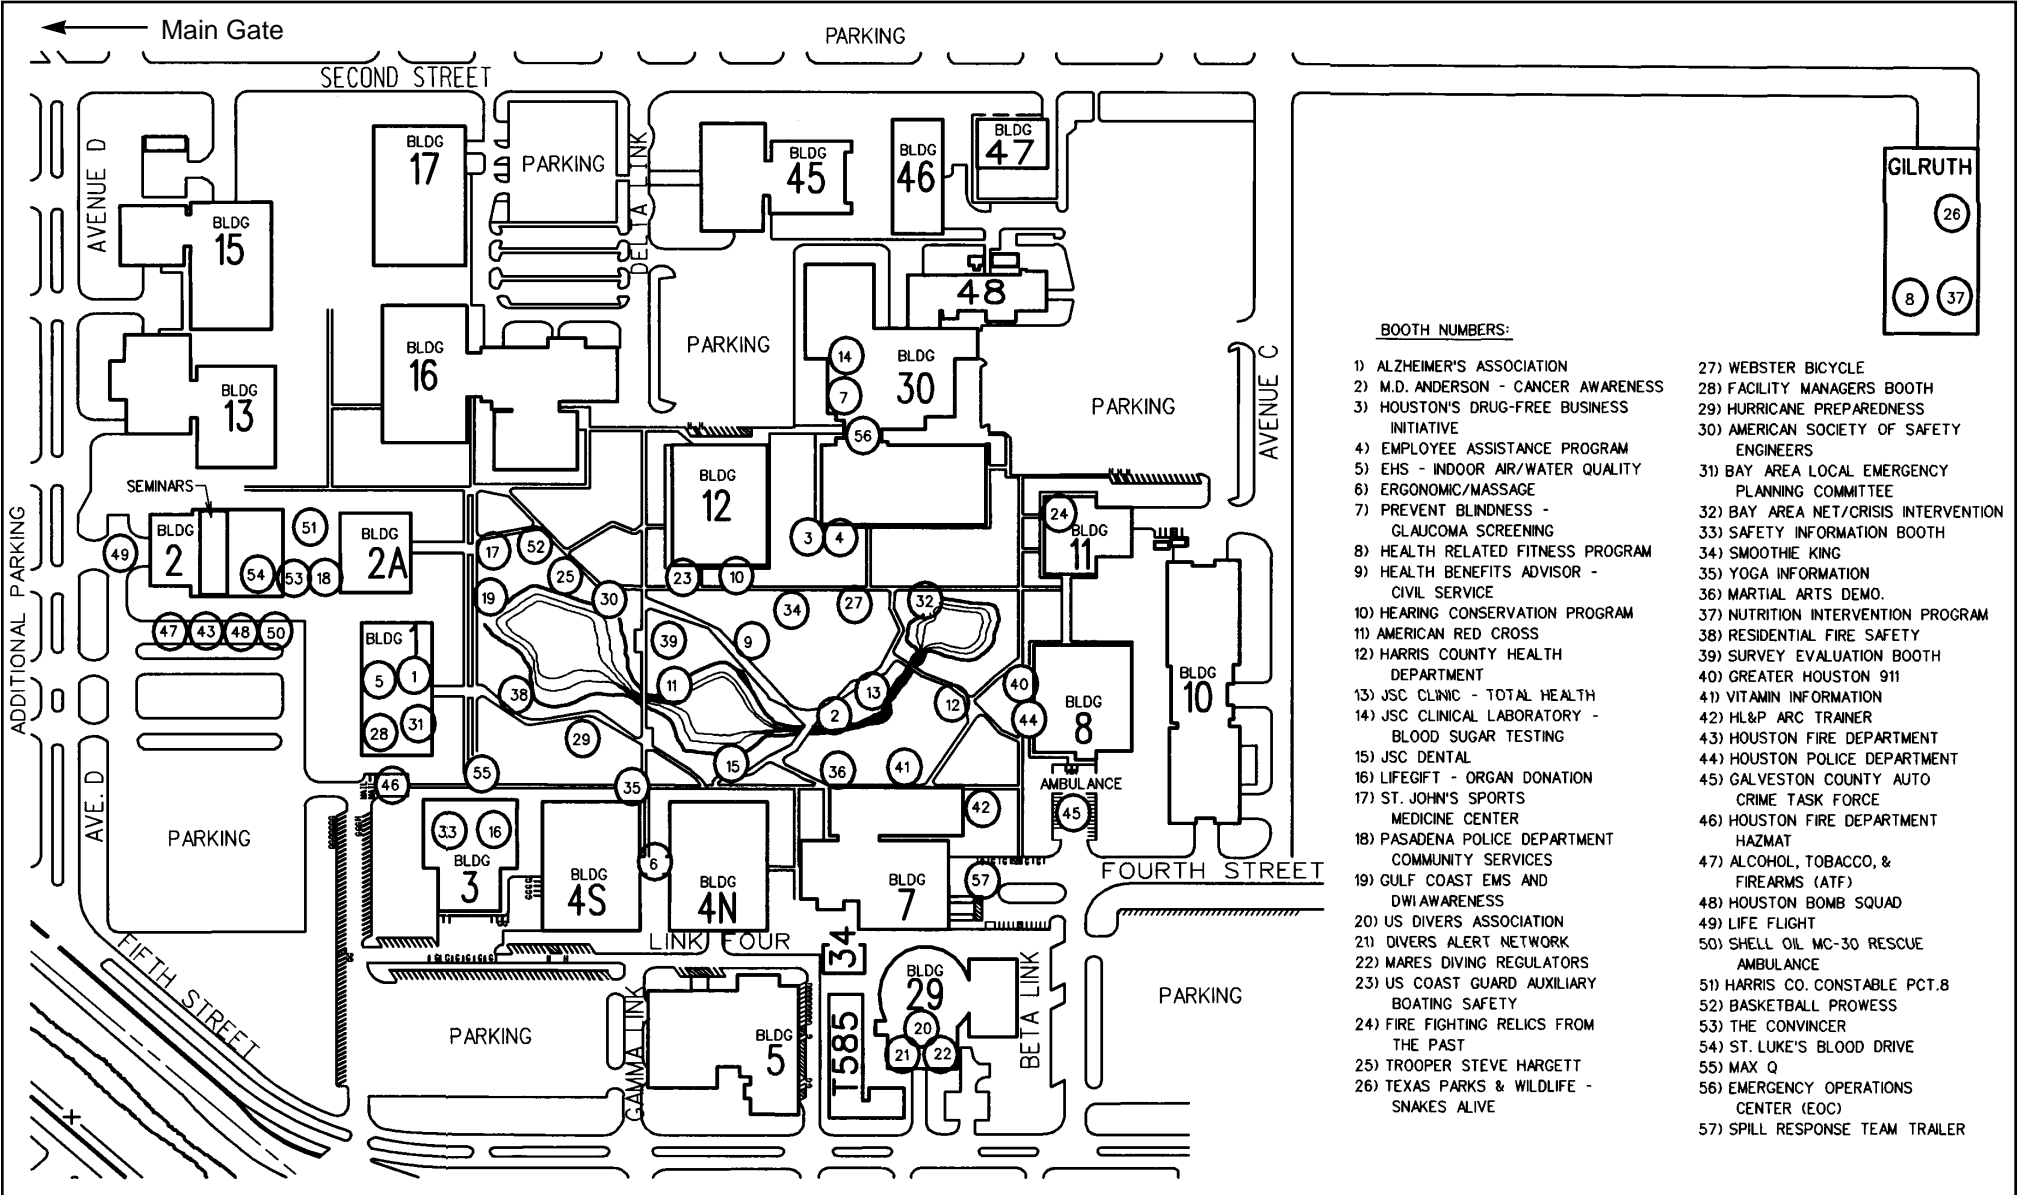 Main Gate
PARKING
SECOND STREET
AVENUE D
BLDG
17
PARKING
DELTA LINK
BLDG
45
BLDG
46
BLDG
47
GILRUTH
26
8
37
BLDG
15
48
BLDG
16
PARKING
14
7
BLDG
30
56
PARKING
AVENUE C
BLDG
13
SEMINARS
BLDG
2
51
49
54
53
18
BLDG
2A
17
52
25
BLDG
12
23
10
3
4
24
BLDG
11
ADDITIONAL PARKING
47
43
48
50
BLDG 1
5
1
28
31
19
30
39
9
34
27
32
11
38
29
2
13
12
40
44
BLDG
8
BLDG
10
46
55
35
15
36
41
42
AMBULANCE
45
AVE. D
PARKING
33
16
BLDG
3
BLDG
4S
6
BLDG
4N
BLDG
7
57
FOURTH STREET
LINK FOUR
34
FIFTH STREET
PARKING
GAMMA LINK
BLDG
5
T585
BLDG
29
20
21
22
BETA LINK
PARKING
BOOTH NUMBERS:
1) ALZHEIMER'S ASSOCIATION
2) M.D. ANDERSON - CANCER AWARENESS
3) HOUSTON'S DRUG-FREE BUSINESS
INITIATIVE
4) EMPLOYEE ASSISTANCE PROGRAM
5) EHS - INDOOR AIR/WATER QUALITY
6) ERGONOMIC/MASSAGE
7) PREVENT BLINDNESS -
GLAUCOMA SCREENING
8) HEALTH RELATED FITNESS PROGRAM
9) HEALTH BENEFITS ADVISOR -
CIVIL SERVICE
10) HEARING CONSERVATION PROGRAM
11) AMERICAN RED CROSS
12) HARRIS COUNTY HEALTH
DEPARTMENT
13) JSC CLINIC - TOTAL HEALTH
14) JSC CLINICAL LABORATORY -
BLOOD SUGAR TESTING
15) JSC DENTAL
16) LIFEGIFT - ORGAN DONATION
17) ST. JOHN'S SPORTS
MEDICINE CENTER
18) PASADENA POLICE DEPARTMENT
COMMUNITY SERVICES
19) GULF COAST EMS AND
DWI AWARENESS
20) US DIVERS ASSOCIATION
21) DIVERS ALERT NETWORK
22) MARES DIVING REGULATORS
23) US COAST GUARD AUXILIARY
BOATING SAFETY
24) FIRE FIGHTING RELICS FROM
THE PAST
25) TROOPER STEVE HARGETT
26) TEXAS PARKS & WILDLIFE -
SNAKES ALIVE
27) WEBSTER BICYCLE
28) FACILITY MANAGERS BOOTH
29) HURRICANE PREPAREDNESS
30) AMERICAN SOCIETY OF SAFETY
ENGINEERS
31) BAY AREA LOCAL EMERGENCY
PLANNING COMMITTEE
32) BAY AREA NET/CRISIS INTERVENTION
33) SAFETY INFORMATION BOOTH
34) SMOOTHIE KING
35) YOGA INFORMATION
36) MARTIAL ARTS DEMO.
37) NUTRITION INTERVENTION PROGRAM
38) RESIDENTIAL FIRE SAFETY
39) SURVEY EVALUATION BOOTH
40) GREATER HOUSTON 911
41) VITAMIN INFORMATION
42) HL&P ARC TRAINER
43) HOUSTON FIRE DEPARTMENT
44) HOUSTON POLICE DEPARTMENT
45) GALVESTON COUNTY AUTO
CRIME TASK FORCE
46) HOUSTON FIRE DEPARTMENT
HAZMAT
47) ALCOHOL, TOBACCO, &
FIREARMS (ATF)
48) HOUSTON BOMB SQUAD
49) LIFE FLIGHT
50) SHELL OIL MC-30 RESCUE
AMBULANCE
51) HARRIS CO. CONSTABLE PCT.8
52) BASKETBALL PROWESS
53) THE CONVINCER
54) ST. LUKE'S BLOOD DRIVE
55) MAX Q
56) EMERGENCY OPERATIONS
CENTER (EOC)
57) SPILL RESPONSE TEAM TRAILER